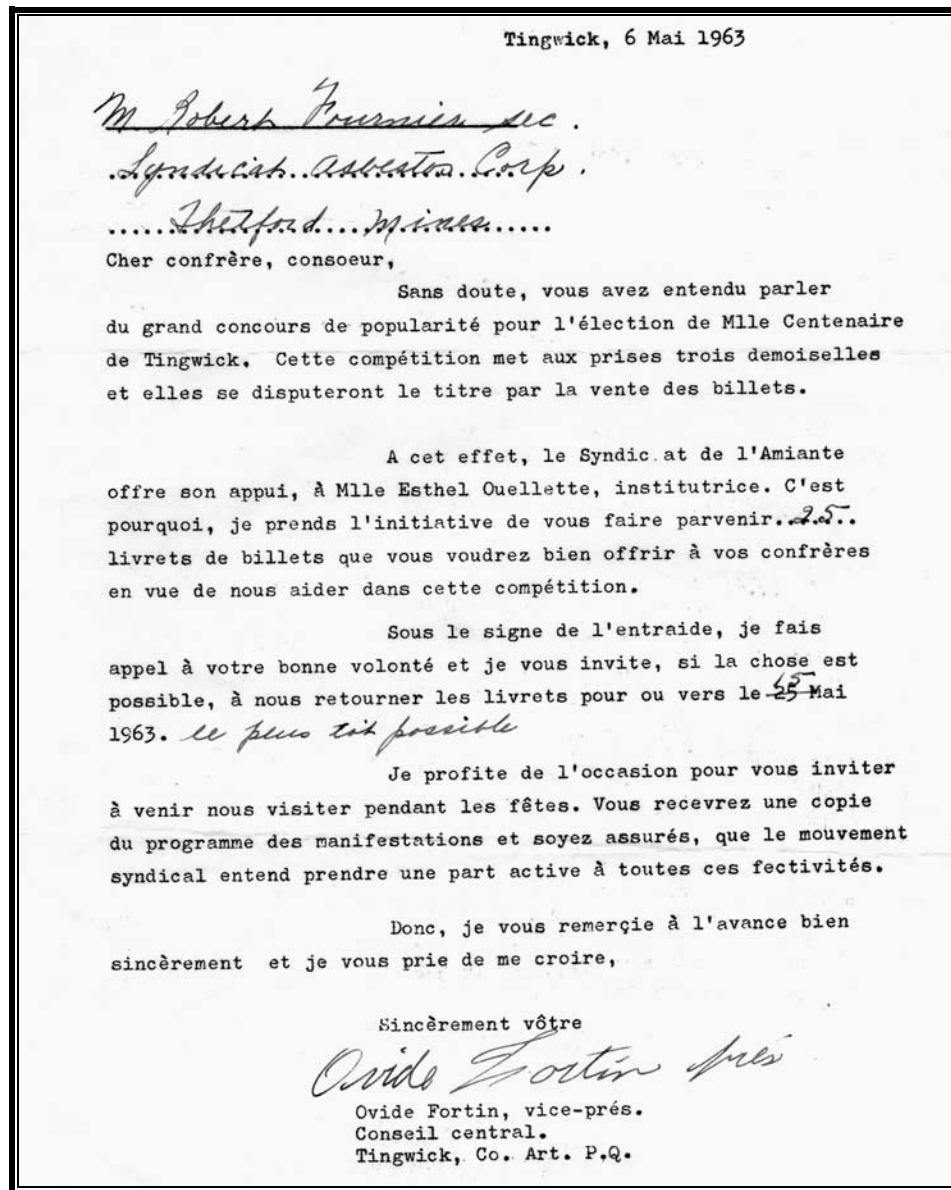 Tingwick, 6 Mai 1963
M Robert Fournier sec.
Syndicat Asbestos Corp.
Thetford Mines
Cher confrère, consoeur,
Sans doute, vous avez entendu parler
du grand concours de popularité pour l'élection de Mlle Centenaire
de Tingwick. Cette compétition met aux prises trois demoiselles
et elles se disputeront le titre par la vente des billets.
A cet effet, le Syndic.at de l'Amiante
offre son appui, à Mlle Esthel Ouellette, institutrice. C'est
pourquoi, je prends l'initiative de vous faire parvenir..25..
livrets de billets que vous voudrez bien offrir à vos confrères
en vue de nous aider dans cette compétition.
Sous le signe de l'entraide, je fais
appel à votre bonne volonté et je vous invite, si la chose est
possible, à nous retourner les livrets pour ou vers le 25 15 Mai
1963. le plus tôt possible
Je profite de l'occasion pour vous inviter
à venir nous visiter pendant les fêtes. Vous recevrez une copie
du programme des manifestations et soyez assurés, que le mouvement
syndical entend prendre une part active à toutes ces fectivités.
Donc, je vous remerçie à l'avance bien
sincèrement et je vous prie de me croire,
Sincèrement vôtre
Ovide Fortin prés
Ovide Fortin, vice-prés.
Conseil central.
Tingwick, Co. Art. P.Q.